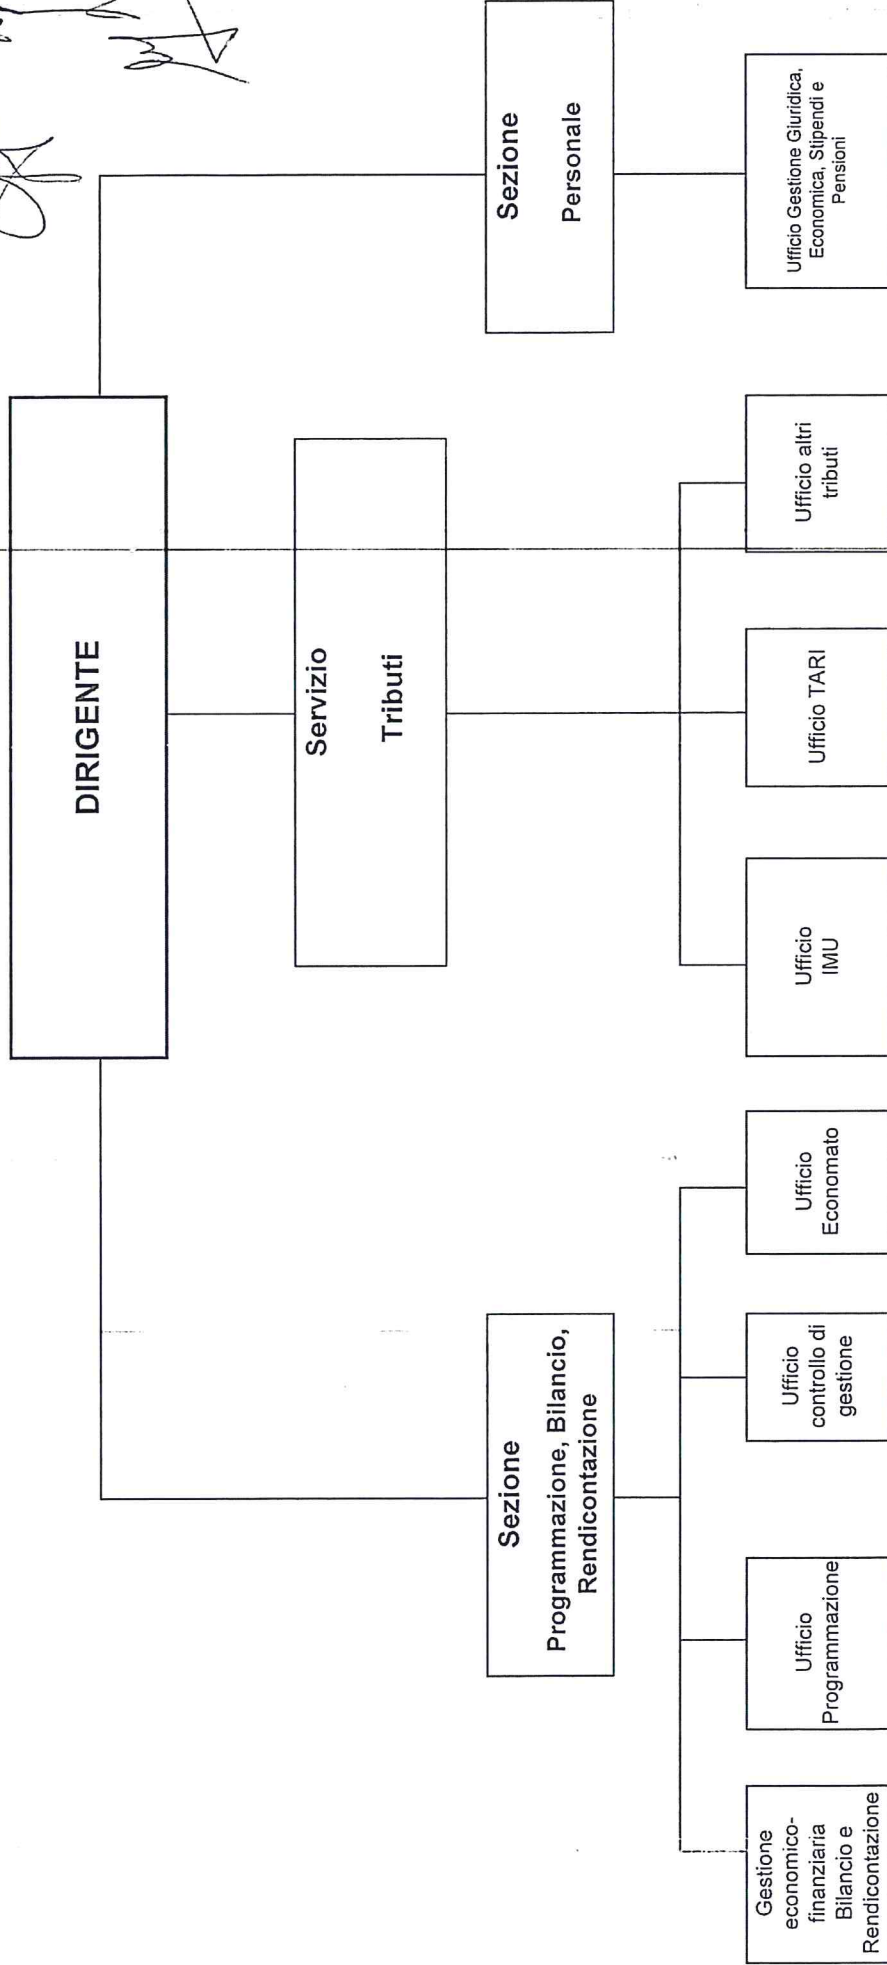 DIRIGENTE
Servizio
Tributi
Sezione
Programmazione, Bilancio,
Rendicontazione
Sezione
Personale
Gestione
economico-
finanziaria
Bilancio e
Rendicontazione
Ufficio
Programmazione
Ufficio
controllo di
gestione
Ufficio
Economato
Ufficio
IMU
Ufficio TARI
Ufficio altri
tributi
Ufficio Gestione Giuridica,
Economica, Stipendi e
Pensioni